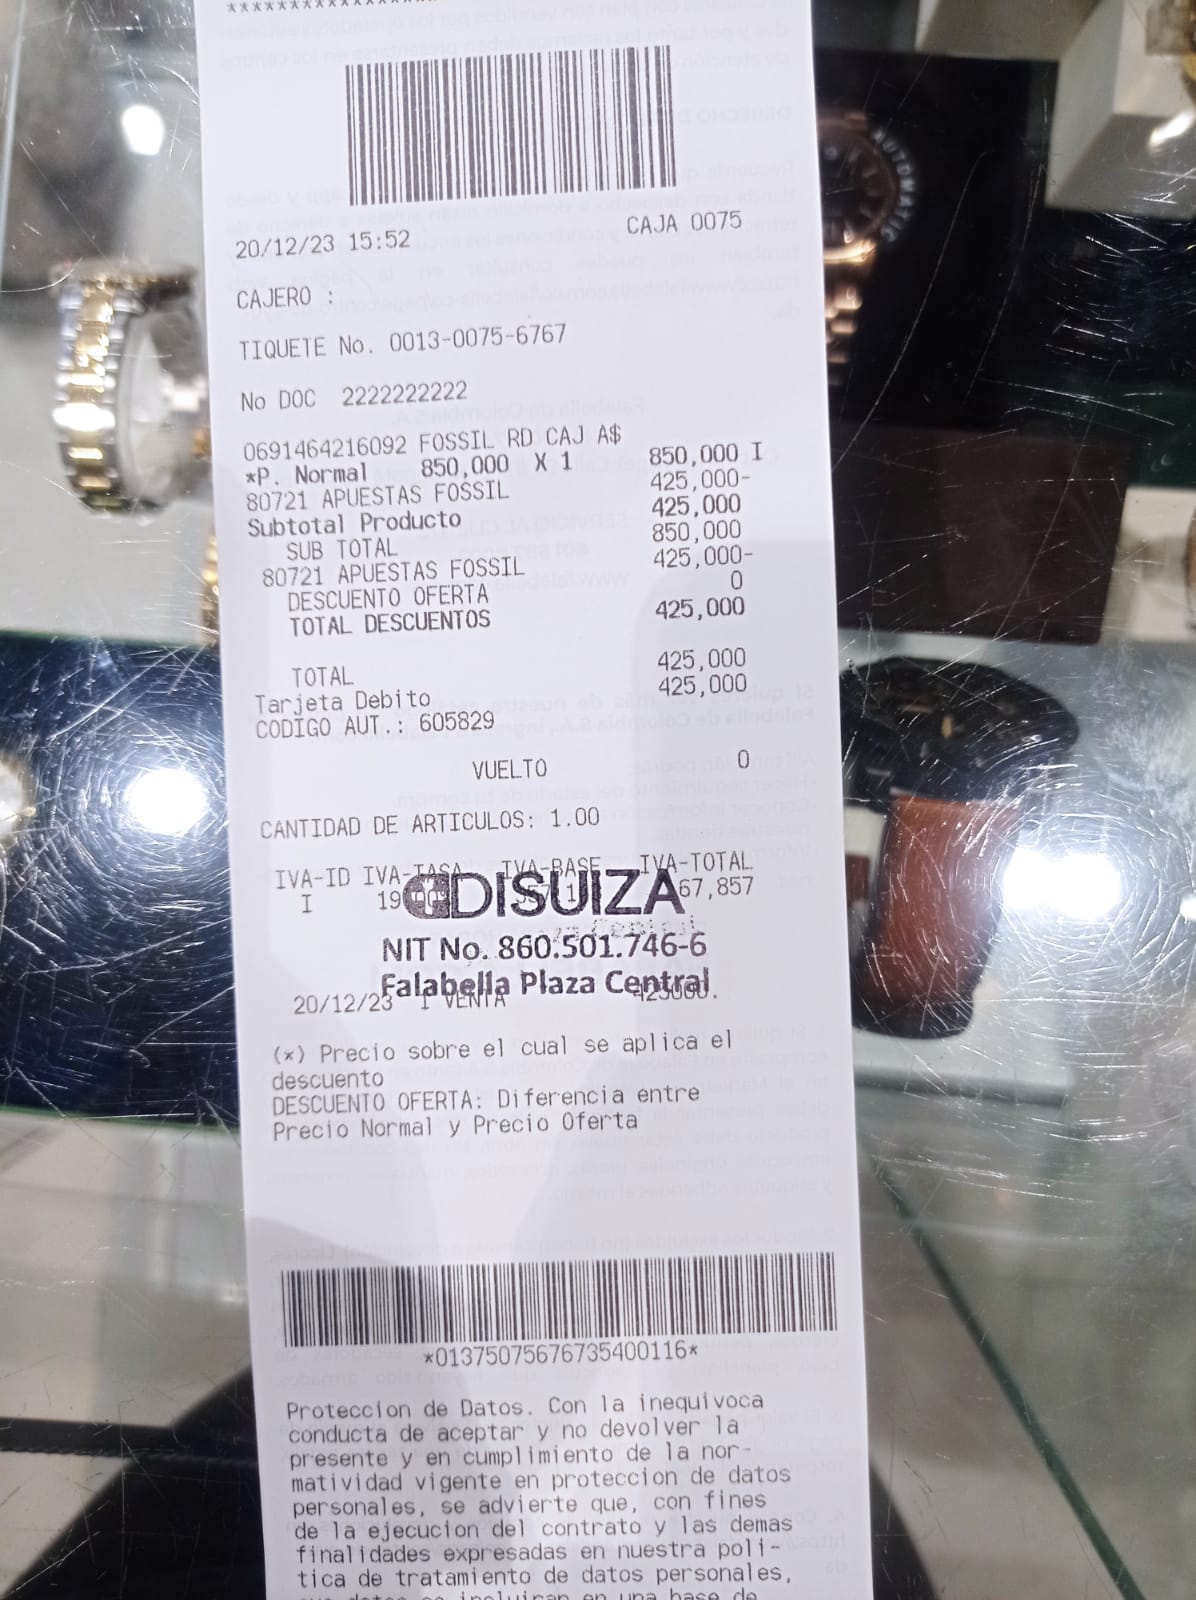 ********************
20/12/23 15:52 CAJA 0075
CAJERO :
TIQUETE No. 0013-0075-6767
No DOC 2222222222
0691464216092 FOSSIL RD CAJ A$
*P. Normal 850,000 X 1 850,000 I
80721 APUESTAS FOSSIL 425,000-
Subtotal Producto 425,000
SUB TOTAL 850,000
80721 APUESTAS FOSSIL 425,000-
DESCUENTO OFERTA 0
TOTAL DESCUENTOS 425,000
TOTAL 425,000
Tarjeta Debito 425,000
CODIGO AUT.: 605829
VUELTO 0
CANTIDAD DE ARTICULOS: 1.00
IVA-ID IVA-TASA IVA-BASE IVA-TOTAL
I 67,857
DISUIZA
NIT No. 860.501.746-6
Falabella Plaza Central
20/12/23 1 VENTA
(*) Precio sobre el cual se aplica el
descuento
DESCUENTO OFERTA: Diferencia entre
Precio Normal y Precio Oferta
*01375075676735400116*
Proteccion de Datos. Con la inequivoca
conducta de aceptar y no devolver la
presente y en cumplimiento de la nor-
matividad vigente en proteccion de datos
personales, se advierte que, con fines
de la ejecucion del contrato y las demas
finalidades expresadas en nuestra poli-
tica de tratamiento de datos personales,
AUTOMATIC